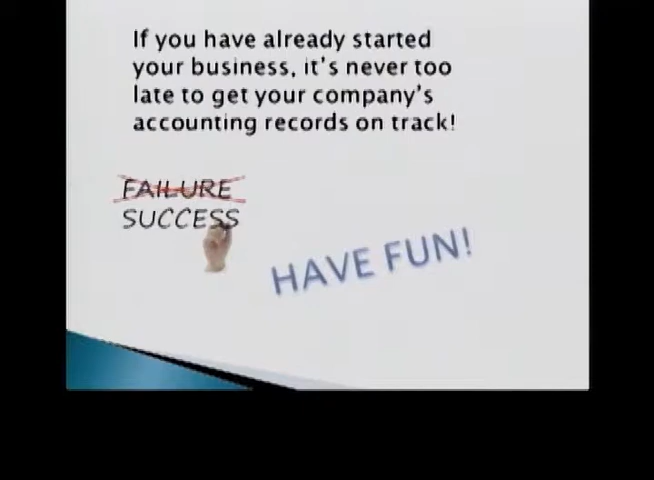 If you have already started
your business, it's never too
late to get your company's
accounting records on track!
FAILURE
SUCCESS
HAVE FUN!